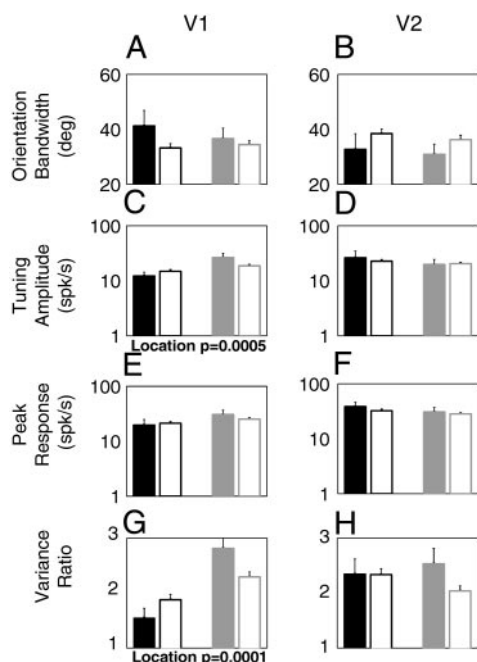 V1 V2
A B
Orientation
Bandwidth
(deg)
60 60
40 40
20 20
C D
Tuning
Amplitude
(spk/s)
100 100
10 10
1 1
Location p=0.0005
E F
Peak
Response
(spk/s)
100 100
10 10
1 1
G H
Variance
Ratio
3 3
2 2
1 1
Location p=0.0001